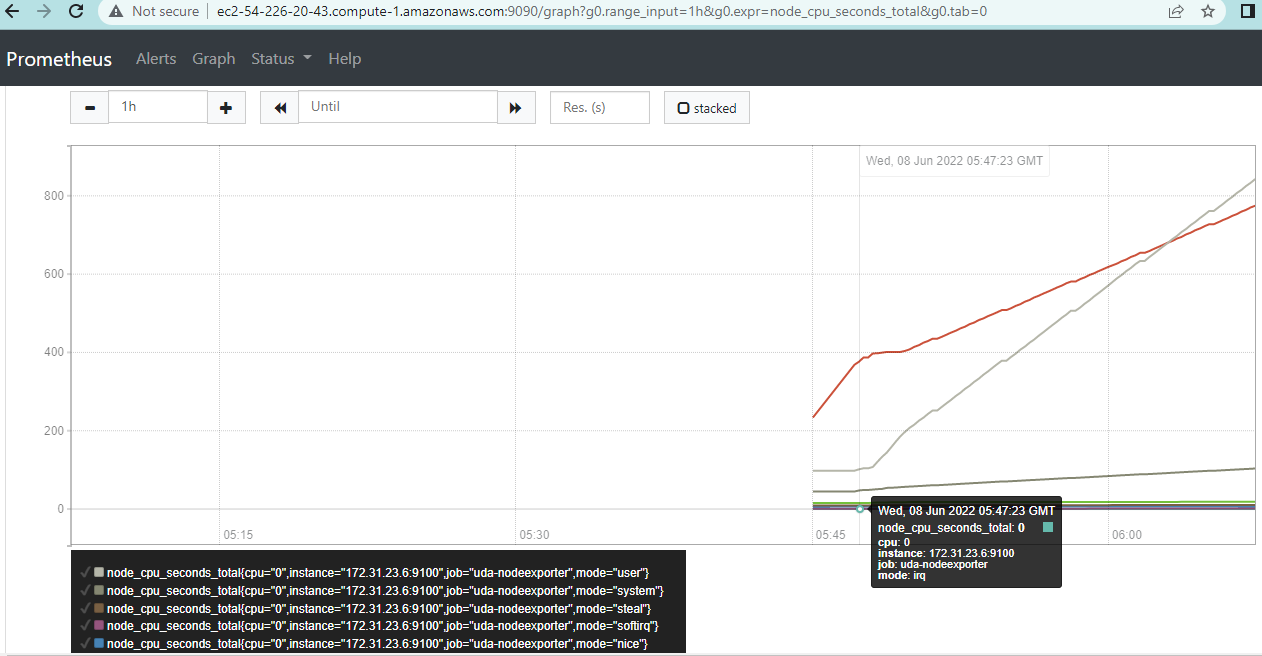 Not secure
ec2-54-226-20-43.compute-1.amazonaws.com:9090/graph?g0.range_input=1h&g0.expr=node_cpu_seconds_total&g0.tab=0
Prometheus Alerts Graph Status Help
1h Until Res. (s) stacked
Wed, 08 Jun 2022 05:47:23 GMT
800
600
400
200
0
05:15 05:30 05:45 06:00
Wed, 08 Jun 2022 05:47:23 GMT
node_cpu_seconds_total: 0
cpu: 0
instance: 172.31.23.6:9100
job: uda-nodeexporter
mode: irq
node_cpu_seconds_total{cpu="0",instance="172.31.23.6:9100",job="uda-nodeexporter",mode="user"}
node_cpu_seconds_total{cpu="0",instance="172.31.23.6:9100",job="uda-nodeexporter",mode="system"}
node_cpu_seconds_total{cpu="0",instance="172.31.23.6:9100",job="uda-nodeexporter",mode="steal"}
node_cpu_seconds_total{cpu="0",instance="172.31.23.6:9100",job="uda-nodeexporter",mode="softirq"}
node_cpu_seconds_total{cpu="0",instance="172.31.23.6:9100",job="uda-nodeexporter",mode="nice"}